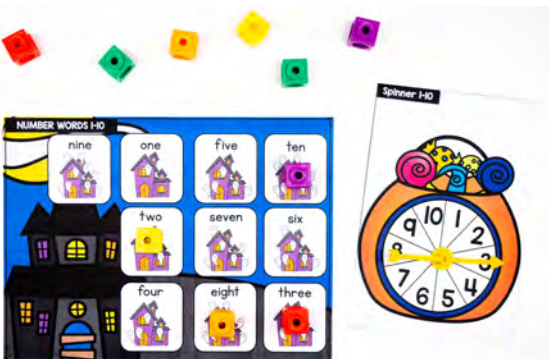 Spinner 1-10
NUMBER WORDS 1-10
nine one five ten
two seven six
four eight three
10 1 2 3 4 5 6 7 8 9